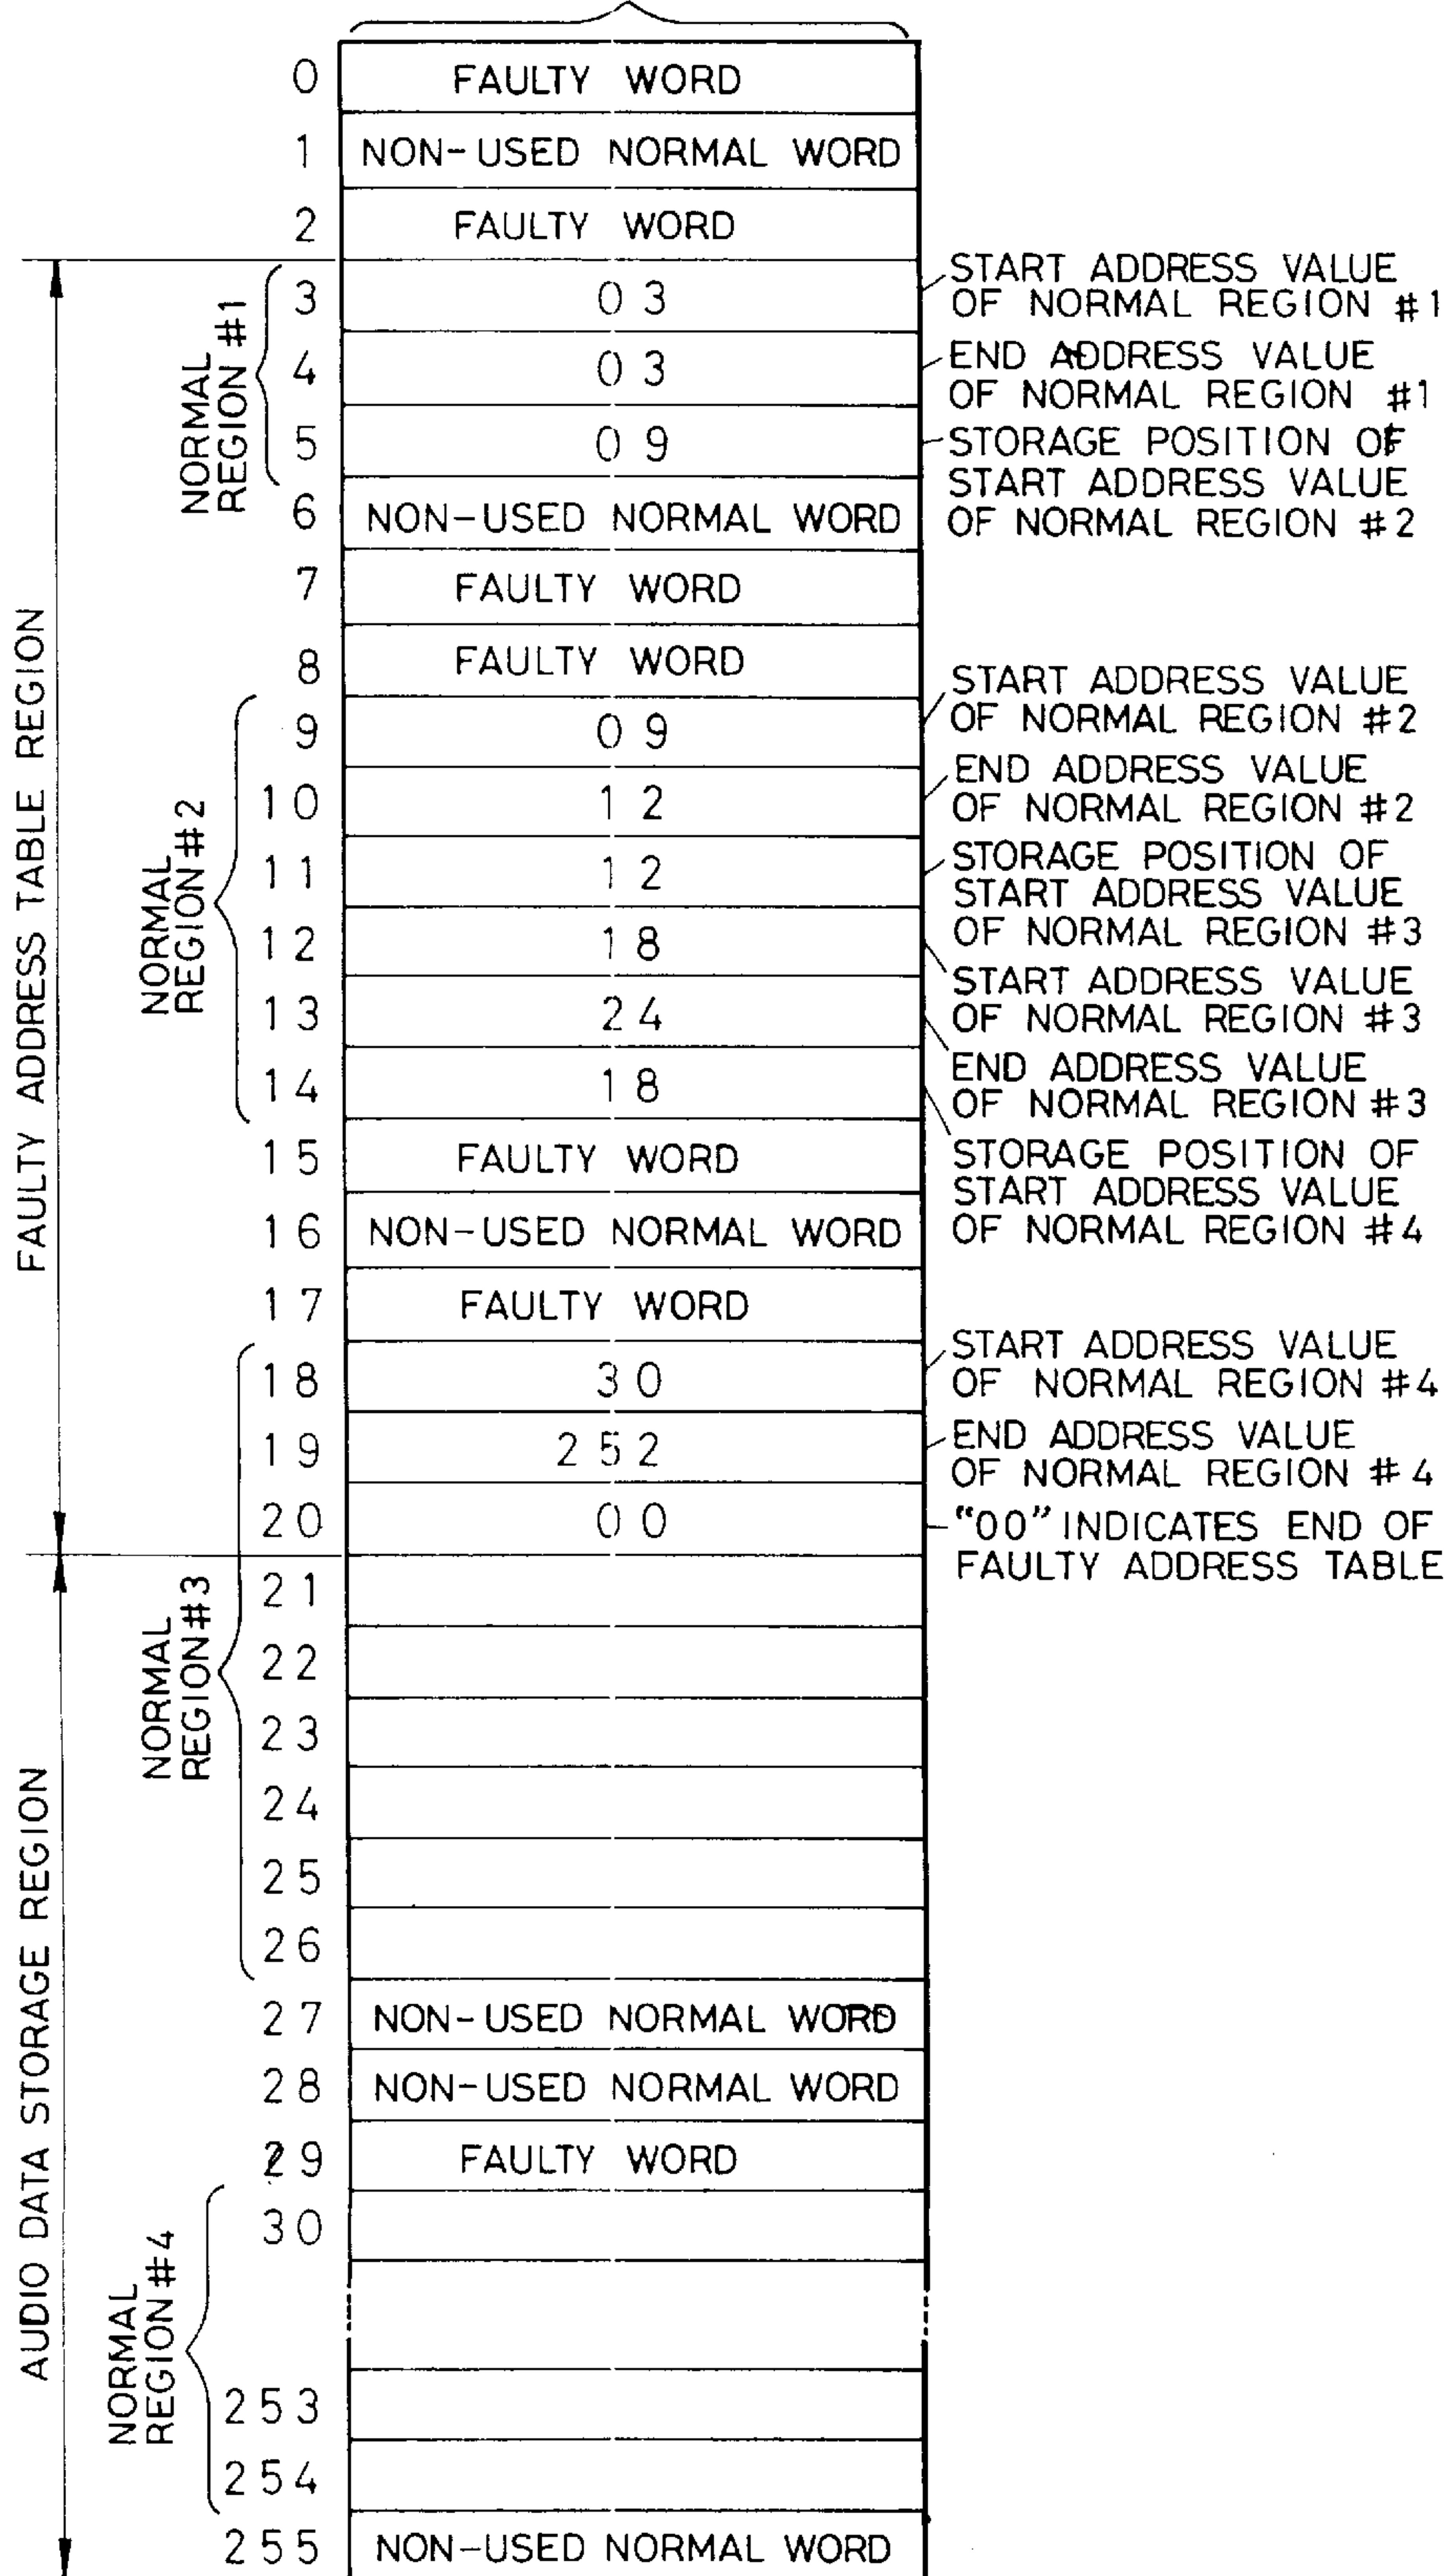 0 FAULTY WORD
1 NON-USED NORMAL WORD
2 FAULTY WORD
3 03
4 03
5 09
6 NON-USED NORMAL WORD
7 FAULTY WORD
8 FAULTY WORD
9 09
10 12
11 12
12 18
13 24
14 18
15 FAULTY WORD
16 NON-USED NORMAL WORD
17 FAULTY WORD
18 30
19 252
20 00
21
22
23
24
25
26
27 NON-USED NORMAL WORD
28 NON-USED NORMAL WORD
29 FAULTY WORD
30
253
254
255 NON-USED NORMAL WORD
START ADDRESS VALUE
OF NORMAL REGION #1
END ADDRESS VALUE
OF NORMAL REGION #1
STORAGE POSITION OF
START ADDRESS VALUE
OF NORMAL REGION #2
START ADDRESS VALUE
OF NORMAL REGION #2
END ADDRESS VALUE
OF NORMAL REGION #2
STORAGE POSITION OF
START ADDRESS VALUE
OF NORMAL REGION #3
START ADDRESS VALUE
OF NORMAL REGION #3
END ADDRESS VALUE
OF NORMAL REGION #3
STORAGE POSITION OF
START ADDRESS VALUE
OF NORMAL REGION #4
START ADDRESS VALUE
OF NORMAL REGION #4
END ADDRESS VALUE
OF NORMAL REGION #4
"00" INDICATES END OF
FAULTY ADDRESS TABLE
NORMAL
REGION #1
NORMAL
REGION #2
NORMAL
REGION #3
NORMAL
REGION #4
FAULTY ADDRESS TABLE REGION
AUDIO DATA STORAGE REGION